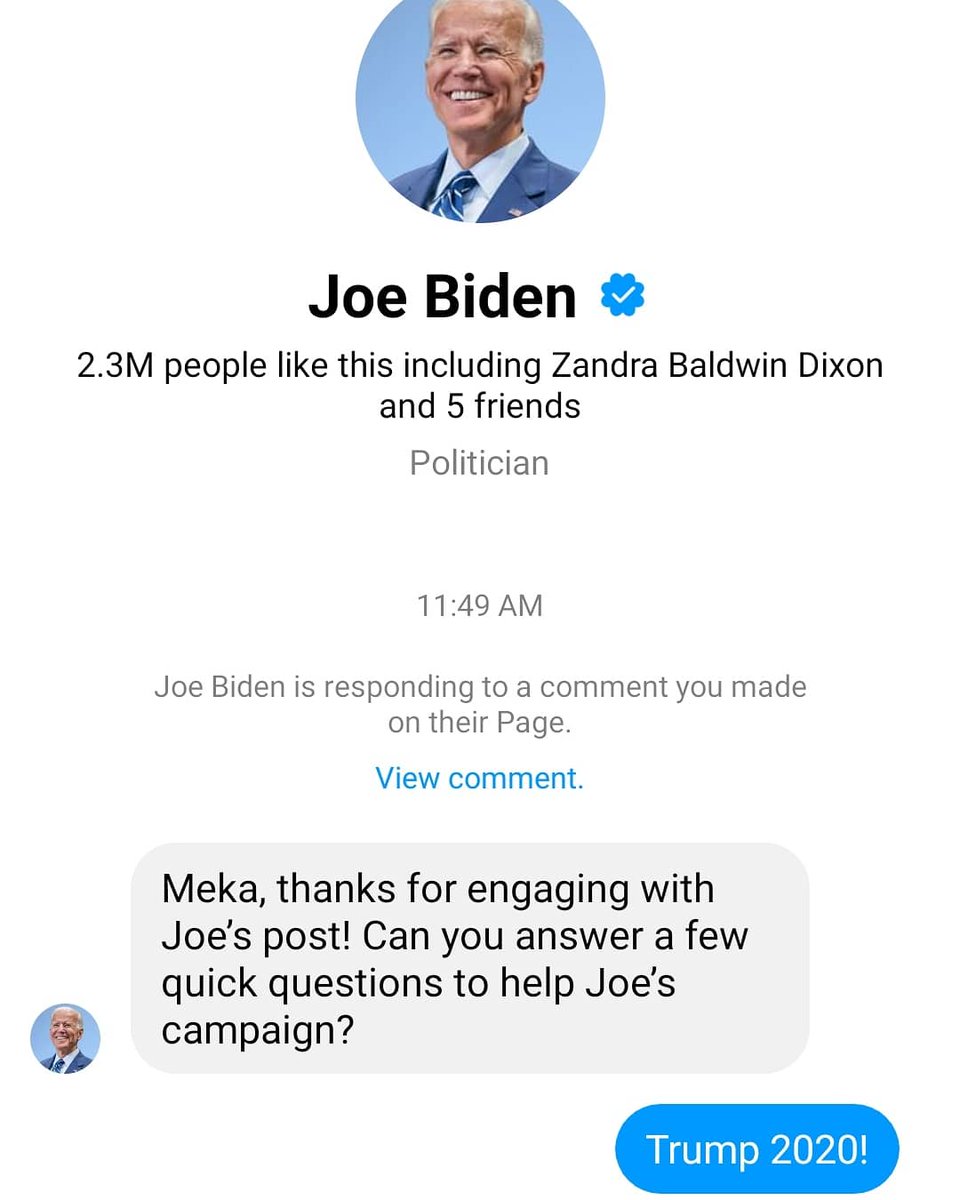 Joe Biden
2.3M people like this including Zandra Baldwin Dixon
and 5 friends
Politician
11:49 AM
Joe Biden is responding to a comment you made
on their Page.
View comment.
Meka, thanks for engaging with
Joe’s post! Can you answer a few
quick questions to help Joe’s
campaign?
Trump 2020!